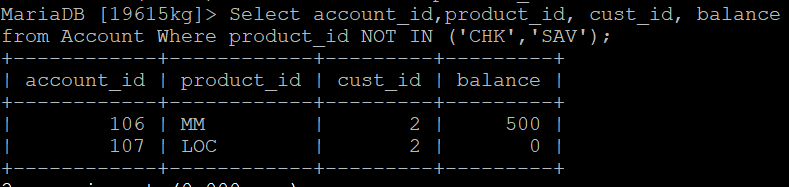 MariaDB [19615kg]> Select account_id,product_id, cust_id, balance
from Account Where product_id NOT IN ('CHK','SAV');
+------------+------------+---------+---------+
| account_id | product_id | cust_id | balance |
+------------+------------+---------+---------+
| 106 | MM | 2 | 500 |
| 107 | LOC | 2 | 0 |
+------------+------------+---------+---------+